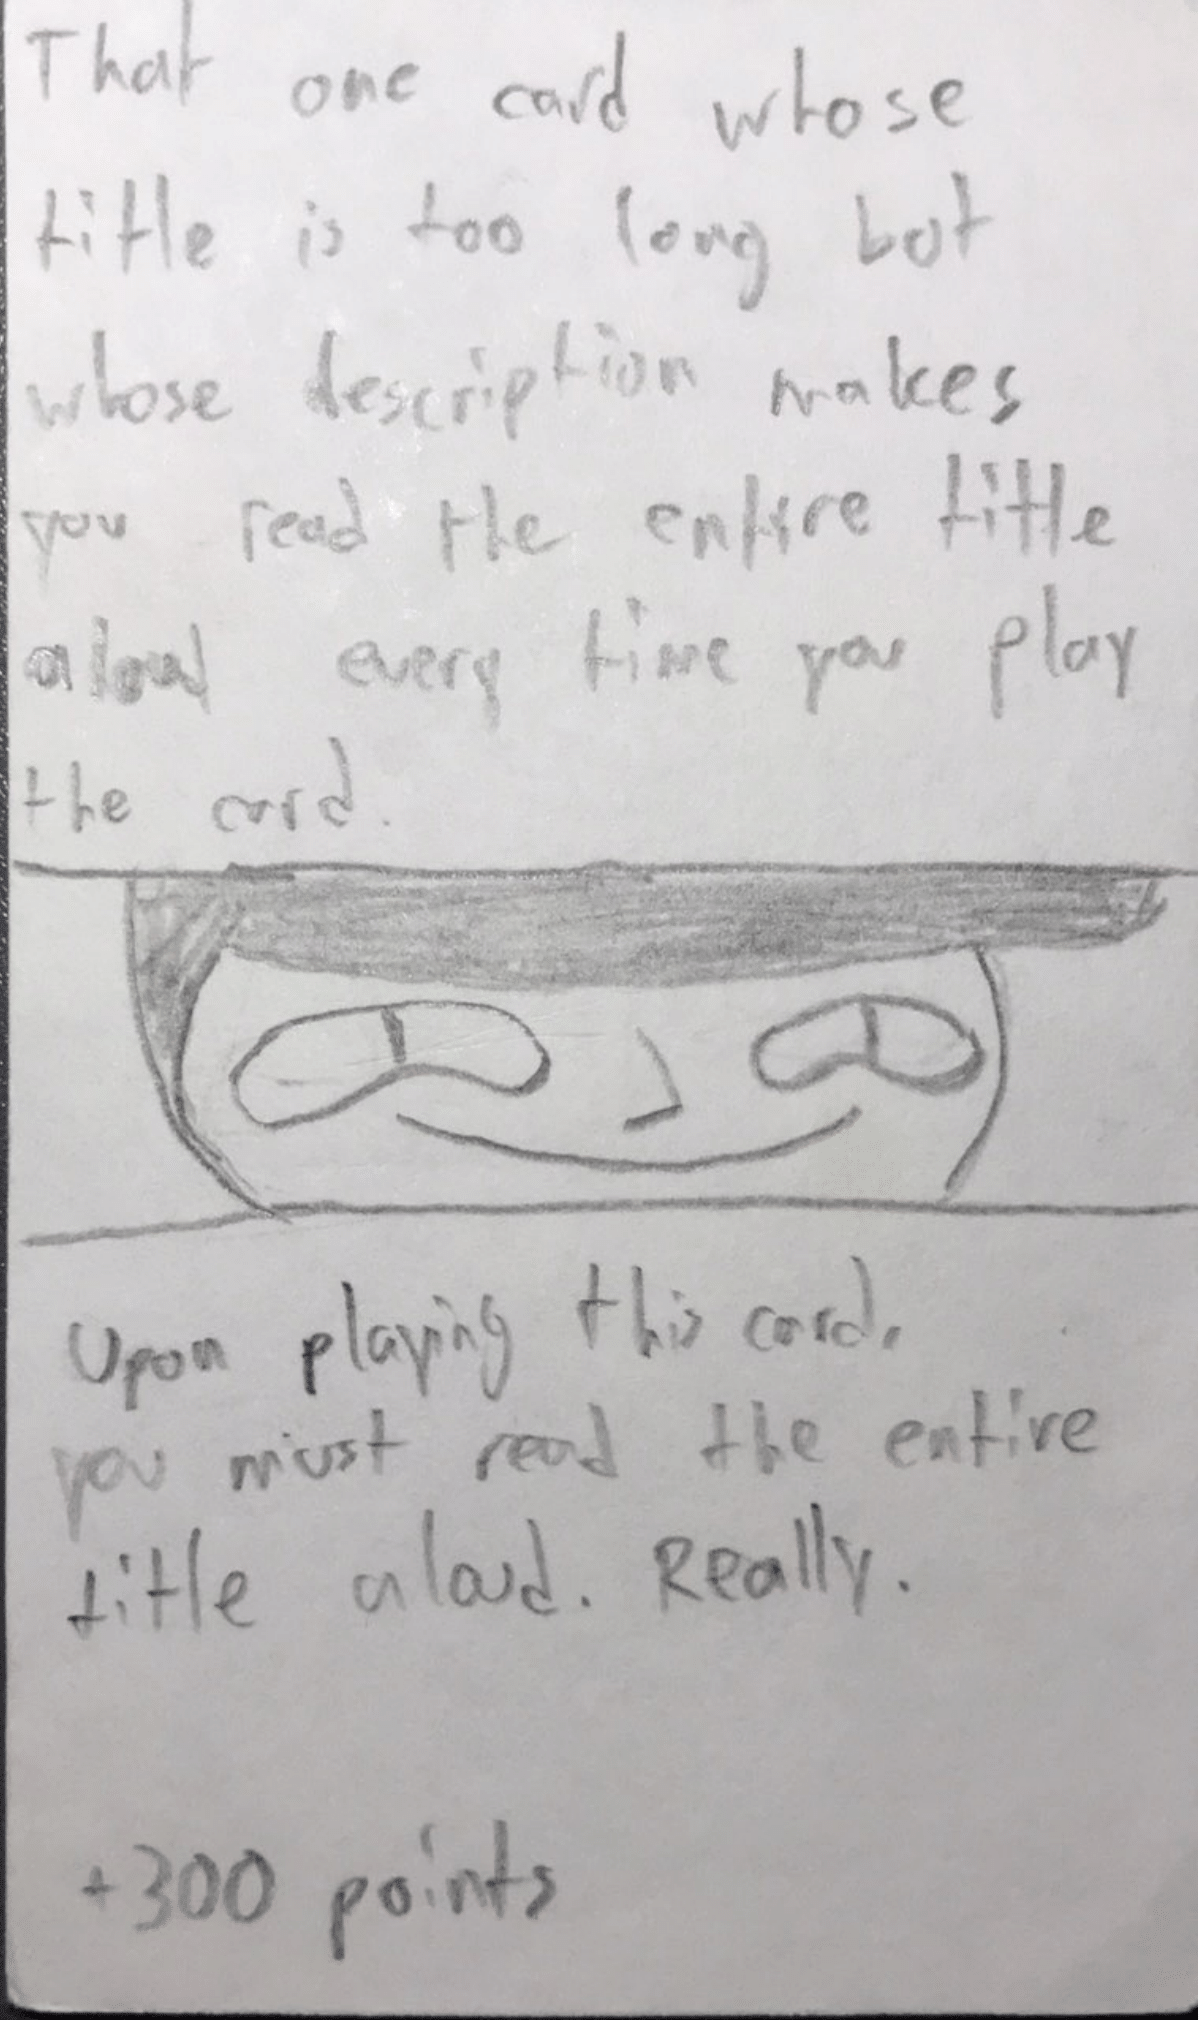 That one card whose
title is too long but
whose description makes
you read the entire title
aloud every time you play
the card.
Upon playing this card,
you must read the entire
title aloud. Really.
+300 points